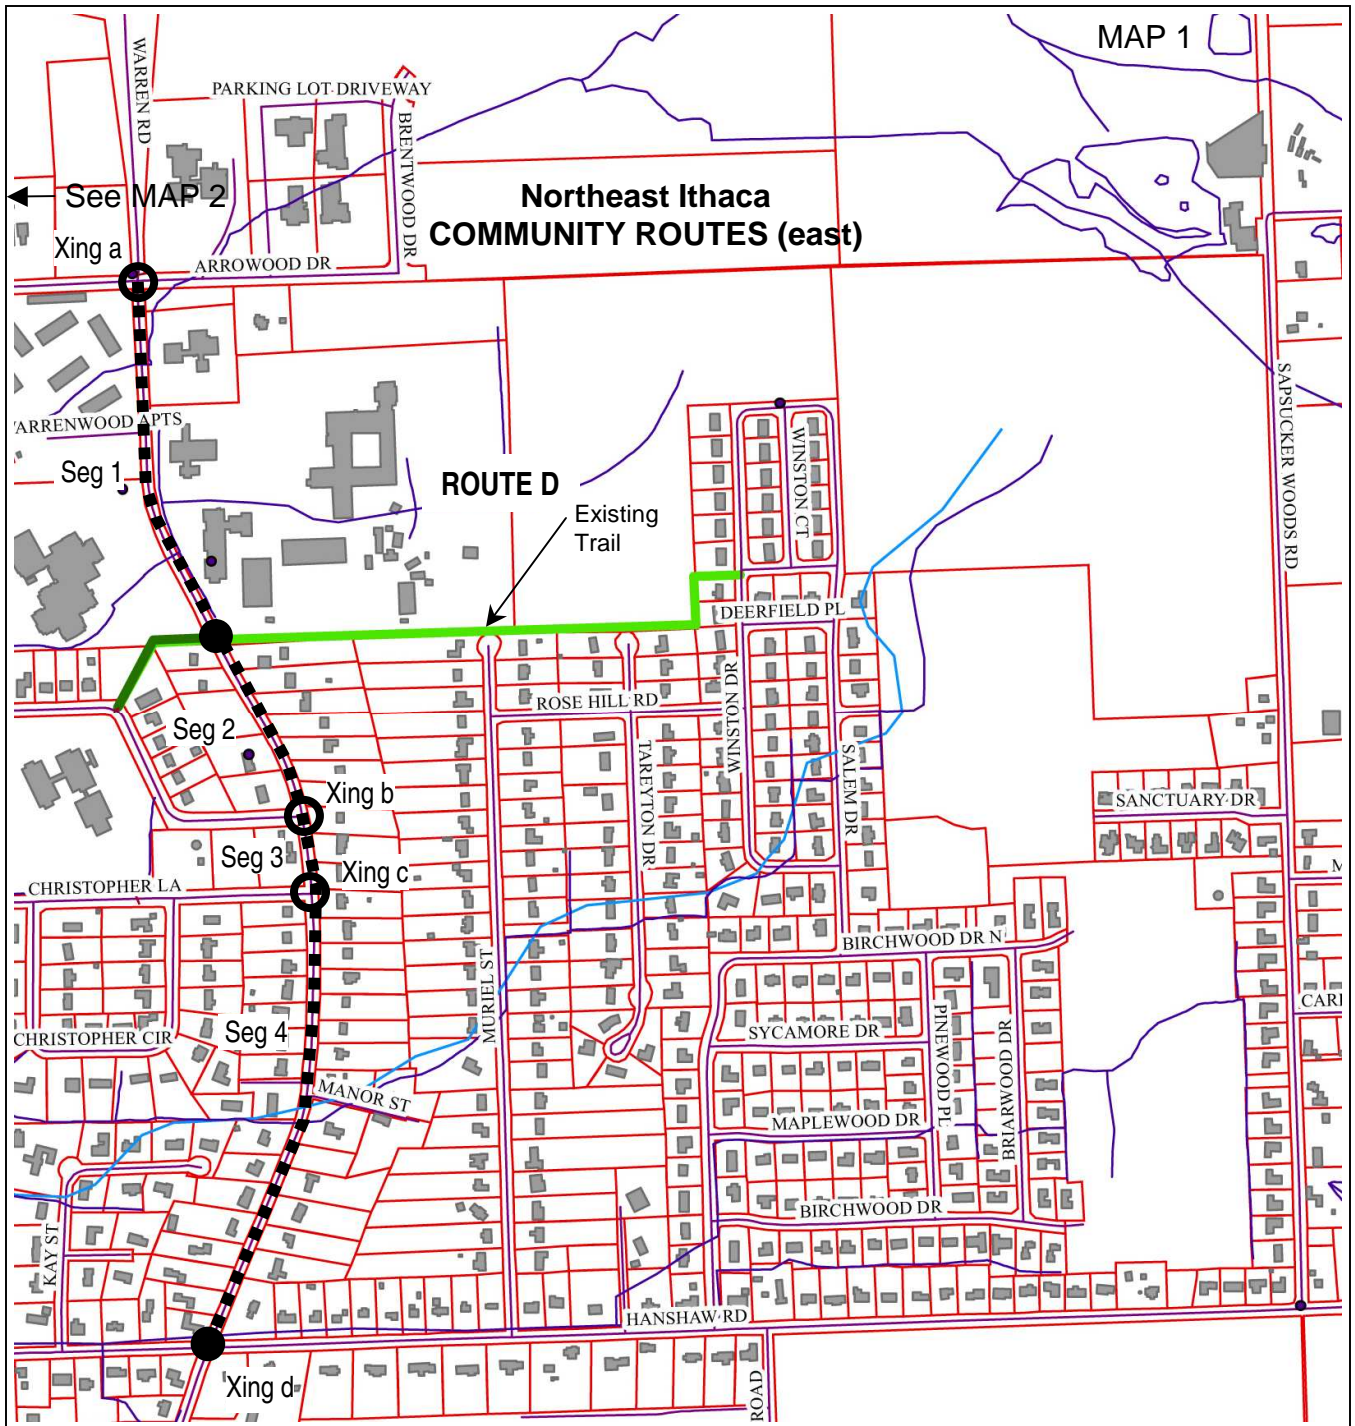 MAP 1
WARREN RD
PARKING LOT DRIVEWAY
BRENTWOOD DR
See MAP 2
Northeast Ithaca
COMMUNITY ROUTES (east)
Xing a
ARROWOOD DR
SAPSUCKER WOODS RD
ARRENWOOD APTS
WINSTON CT
Seg 1
ROUTE D
Existing
Trail
DEERFIELD PL
WINSTON DR
ROSE HILL RD
Seg 2
TAREYTON DR
SALEM DR
Xing b
SANCTUARY DR
Seg 3
Xing c
CHRISTOPHER LA
MURIEL ST
BIRCHWOOD DR N
CHRISTOPHER CIR
Seg 4
SYCAMORE DR
PINEWOOD PL
BRIARWOOD DR
MANOR ST
MAPLEWOOD DR
BIRCHWOOD DR
KAY ST
HANSHAW RD
Xing d
ROAD